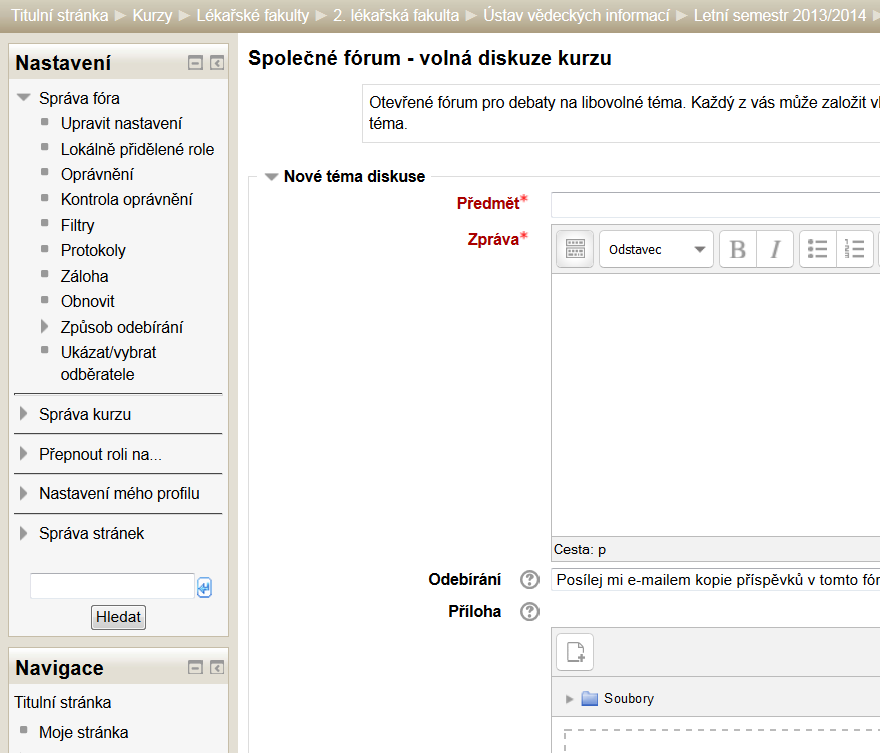 Titulní stránka ▶ Kurzy ▶ Lékařské fakulty ▶ 2. lékařská fakulta ▶ Ústav vědeckých informací ▶ Letní semestr 2013/2014
Nastavení
Správa fóra
Upravit nastavení
Lokálně přidělené role
Oprávnění
Kontrola oprávnění
Filtry
Protokoly
Záloha
Obnovit
Způsob odebírání
Ukázat/vybrat
odběratele
Správa kurzu
Přepnout roli na...
Nastavení mého profilu
Správa stránek
Hledat
Navigace
Titulní stránka
Moje stránka
Společné fórum - volná diskuze kurzu
Otevřené fórum pro debaty na libovolné téma. Každý z vás může založit
téma.
Nové téma diskuse
Předmět*
Zpráva*
Odstavec
B I
Cesta: p
Odebírání
Posílej mi e-mailem kopie příspěvků v tomto
Příloha
Soubory